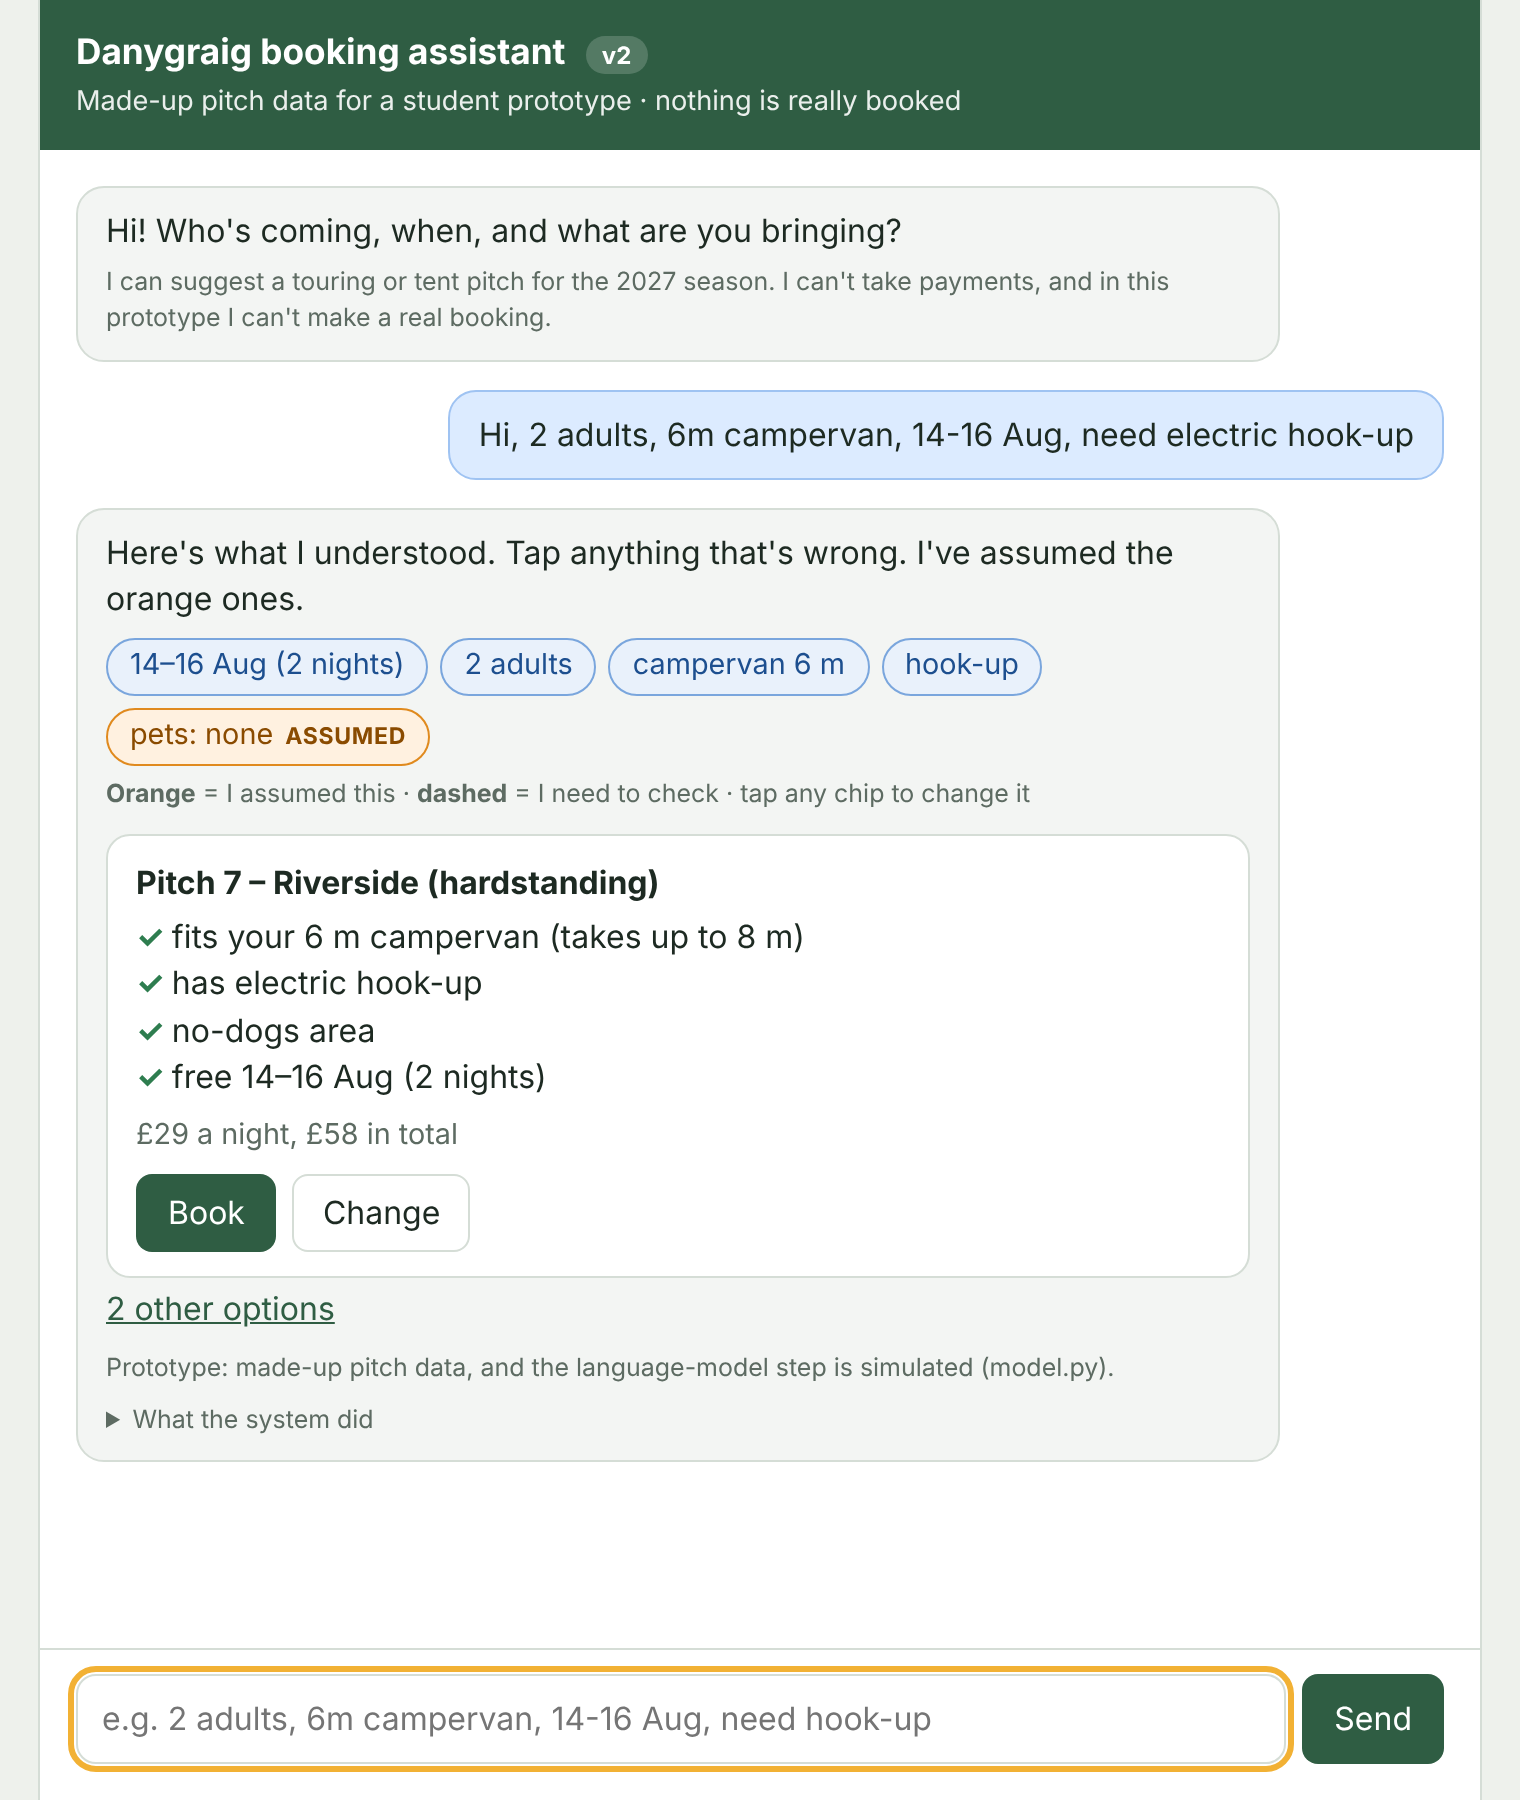 Danygraig booking assistant v2
Made-up pitch data for a student prototype · nothing is really booked
Hi! Who's coming, when, and what are you bringing?
I can suggest a touring or tent pitch for the 2027 season. I can't take payments, and in this
prototype I can't make a real booking.
Hi, 2 adults, 6m campervan, 14-16 Aug, need electric hook-up
Here's what I understood. Tap anything that's wrong. I've assumed the
orange ones.
14–16 Aug (2 nights) 2 adults campervan 6 m hook-up
pets: none ASSUMED
Orange = I assumed this · dashed = I need to check · tap any chip to change it
Pitch 7 – Riverside (hardstanding)
✓ fits your 6 m campervan (takes up to 8 m)
✓ has electric hook-up
✓ no-dogs area
✓ free 14–16 Aug (2 nights)
£29 a night, £58 in total
Book Change
2 other options
Prototype: made-up pitch data, and the language-model step is simulated (model.py).
▶ What the system did
e.g. 2 adults, 6m campervan, 14-16 Aug, need hook-up Send